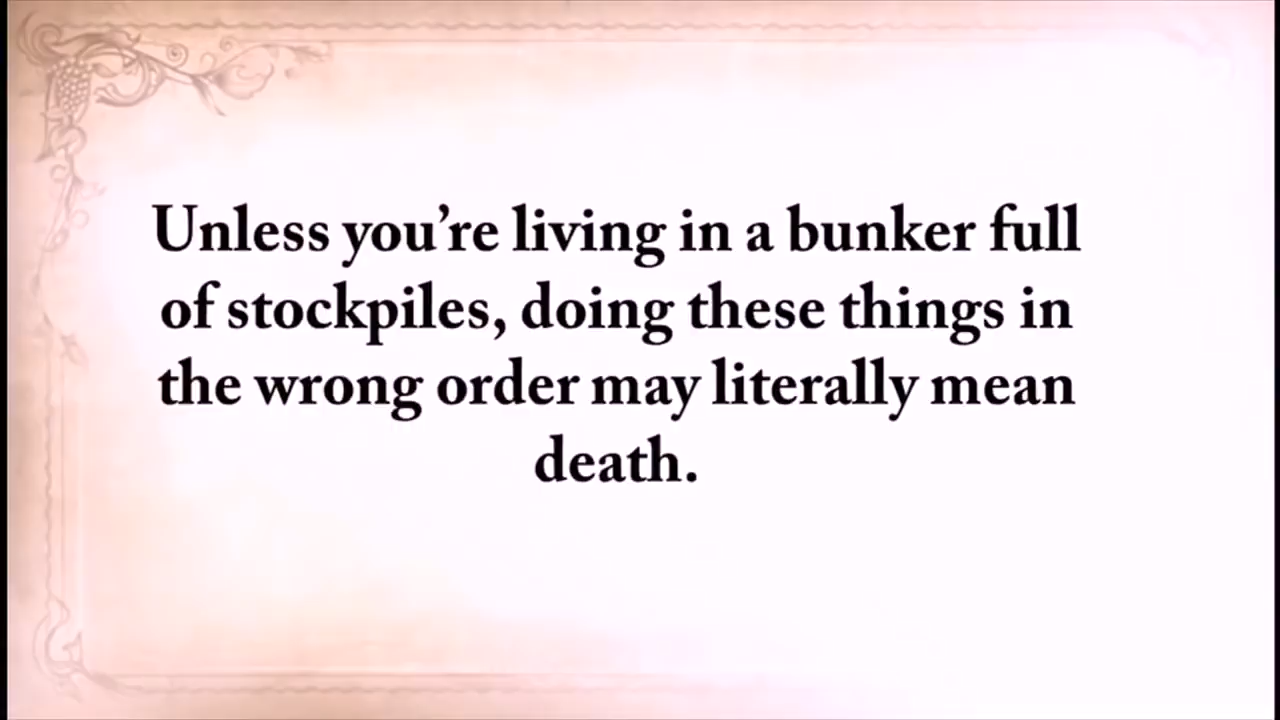 Unless you’re living in a bunker full
of stockpiles, doing these things in
the wrong order may literally mean
death.